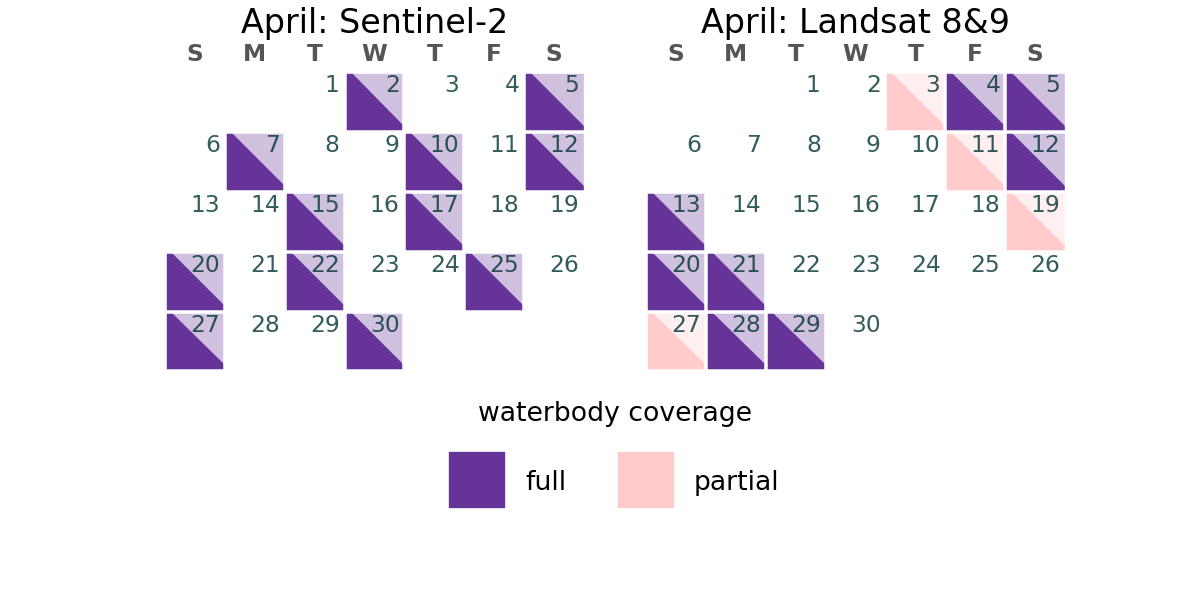 April: Sentinel-2
S M T W T F S
1 2 3 4 5
6 7 8 9 10 11 12
13 14 15 16 17 18 19
20 21 22 23 24 25 26
27 28 29 30
April: Landsat 8&9
S M T W T F S
1 2 3 4 5
6 7 8 9 10 11 12
13 14 15 16 17 18 19
20 21 22 23 24 25 26
27 28 29 30
waterbody coverage
full
partial